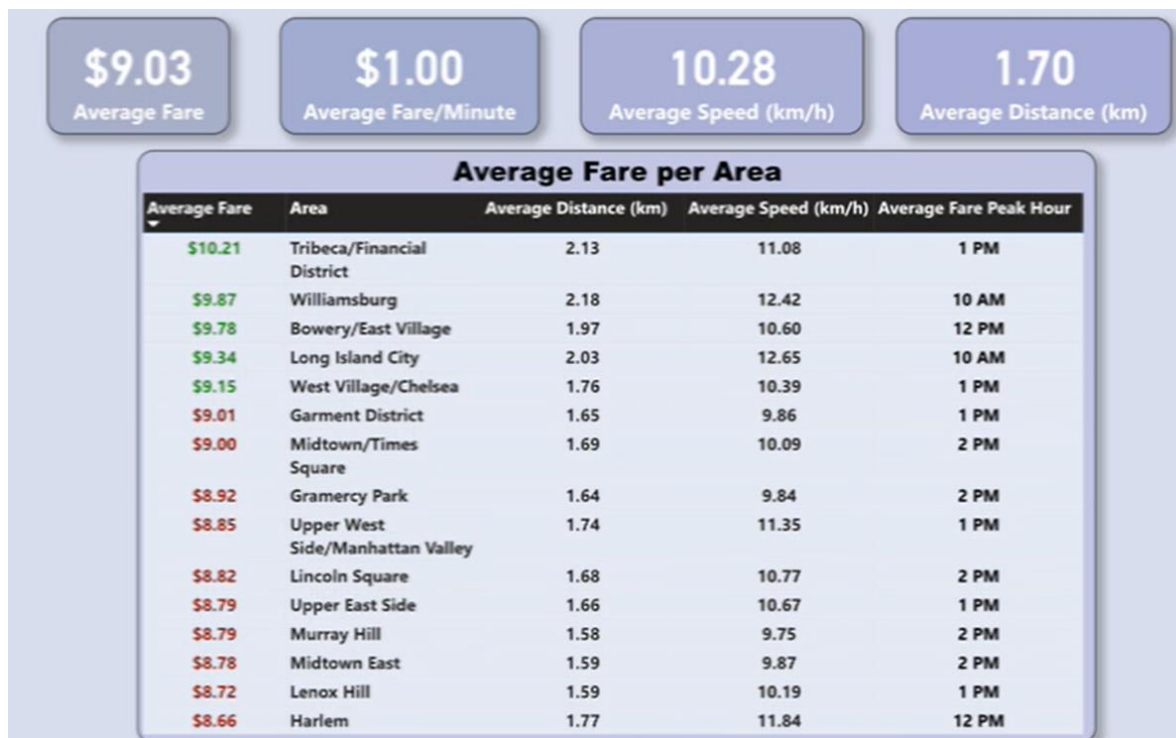 $9.03 $1.00 10.28 1.70
Average Fare Average Fare/Minute Average Speed (km/h) Average Distance (km)
Average Fare per Area
Average Fare Area Average Distance (km) Average Speed (km/h) Average Fare Peak Hour
$10.21 Tribeca/Financial 2.13 11.08 1 PM
District
$9.87 Williamsburg 2.18 12.42 10 AM
$9.78 Bowery/East Village 1.97 10.60 12 PM
$9.34 Long Island City 2.03 12.65 10 AM
$9.15 West Village/Chelsea 1.76 10.39 1 PM
$9.01 Garment District 1.65 9.86 1 PM
$9.00 Midtown/Times 1.69 10.09 2 PM
Square
$8.92 Gramercy Park 1.64 9.84 2 PM
$8.85 Upper West 1.74 11.35 1 PM
Side/Manhattan Valley
$8.82 Lincoln Square 1.68 10.77 2 PM
$8.79 Upper East Side 1.66 10.67 1 PM
$8.79 Murray Hill 1.58 9.75 2 PM
$8.78 Midtown East 1.59 9.87 2 PM
$8.72 Lenox Hill 1.59 10.19 1 PM
$8.66 Harlem 1.77 11.84 12 PM